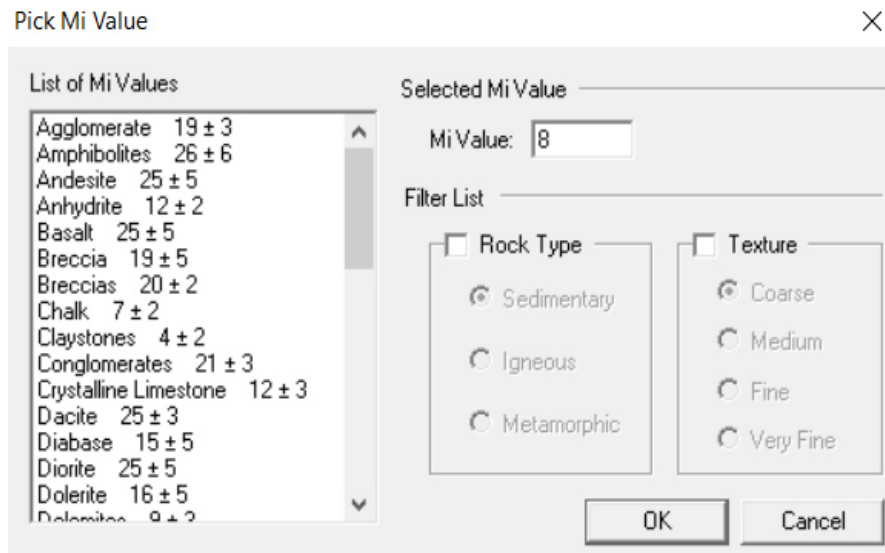 Pick Mi Value
List of Mi Values
Agglomerate 19 ± 3
Amphibolites 26 ± 6
Andesite 25 ± 5
Anhydrite 12 ± 2
Basalt 25 ± 5
Breccia 19 ± 5
Breccias 20 ± 2
Chalk 7 ± 2
Claystones 4 ± 2
Conglomerates 21 ± 3
Crystalline Limestone 12 ± 3
Dacite 25 ± 3
Diabase 15 ± 5
Diorite 25 ± 5
Dolerite 16 ± 5
Dolomites 9 ± 3
Selected Mi Value
Mi Value: 8
Filter List
Rock Type
Sedimentary
Igneous
Metamorphic
Texture
Coarse
Medium
Fine
Very Fine
OK
Cancel